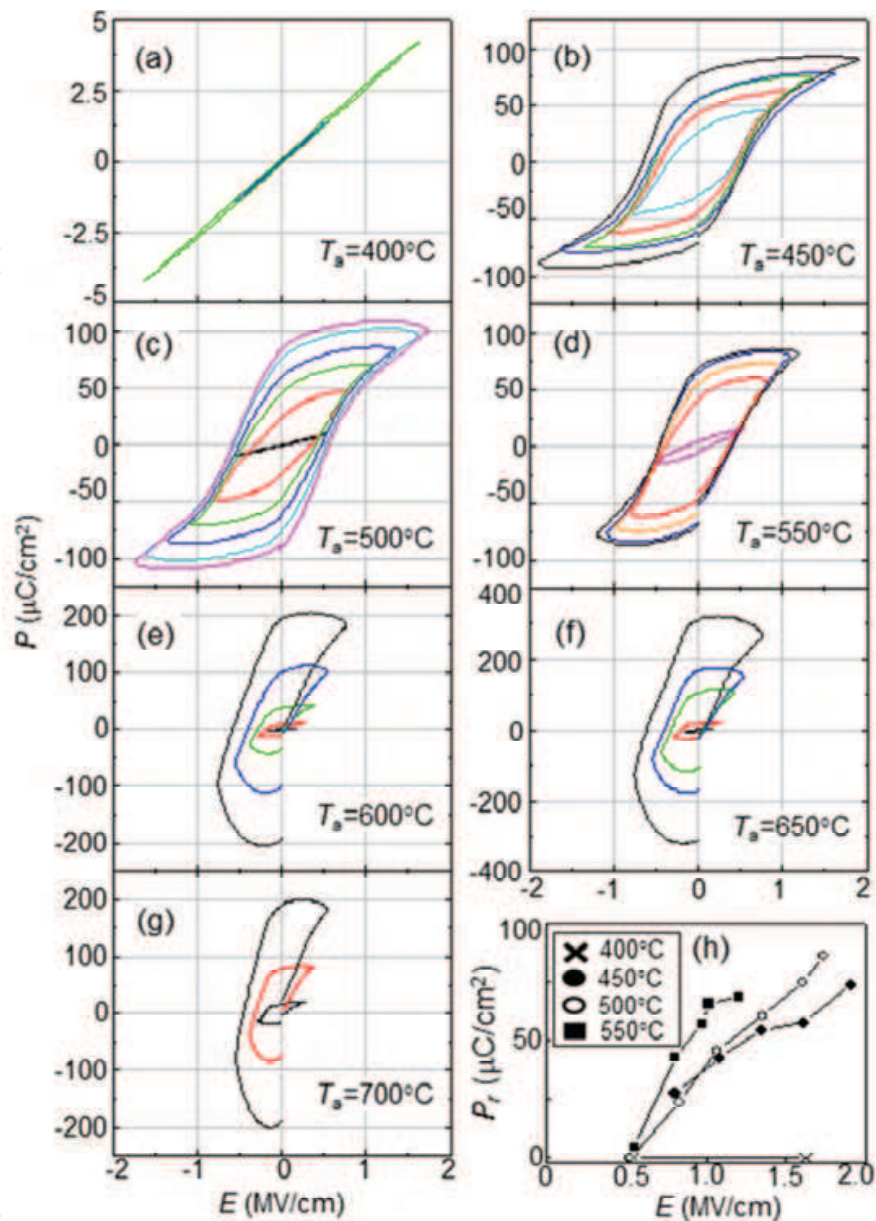 5
2.5
0
-2.5
-5
(a)
Tₐ=400°C
100
50
0
-50
-100
(b)
Tₐ=450°C
100
50
0
-50
-100
(c)
Tₐ=500°C
100
50
0
-50
-100
(d)
Tₐ=550°C
P (µC/cm²)
200
100
0
-100
-200
(e)
Tₐ=600°C
400
200
0
-200
-400
(f)
Tₐ=650°C
-2 -1 0 1 2
200
100
0
-100
-200
(g)
Tₐ=700°C
-2 -1 0 1 2
E (MV/cm)
100
50
0
Pᵣ (µC/cm²)
(h)
400°C
450°C
500°C
550°C
0 0.5 1.0 1.5 2.0
E (MV/cm)